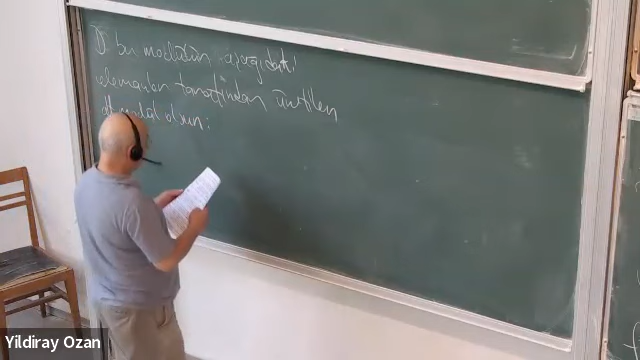 D bu modülün aşağıdaki
elemanları tarafından üretilen
alt modül olsun:
Yildiray Ozan